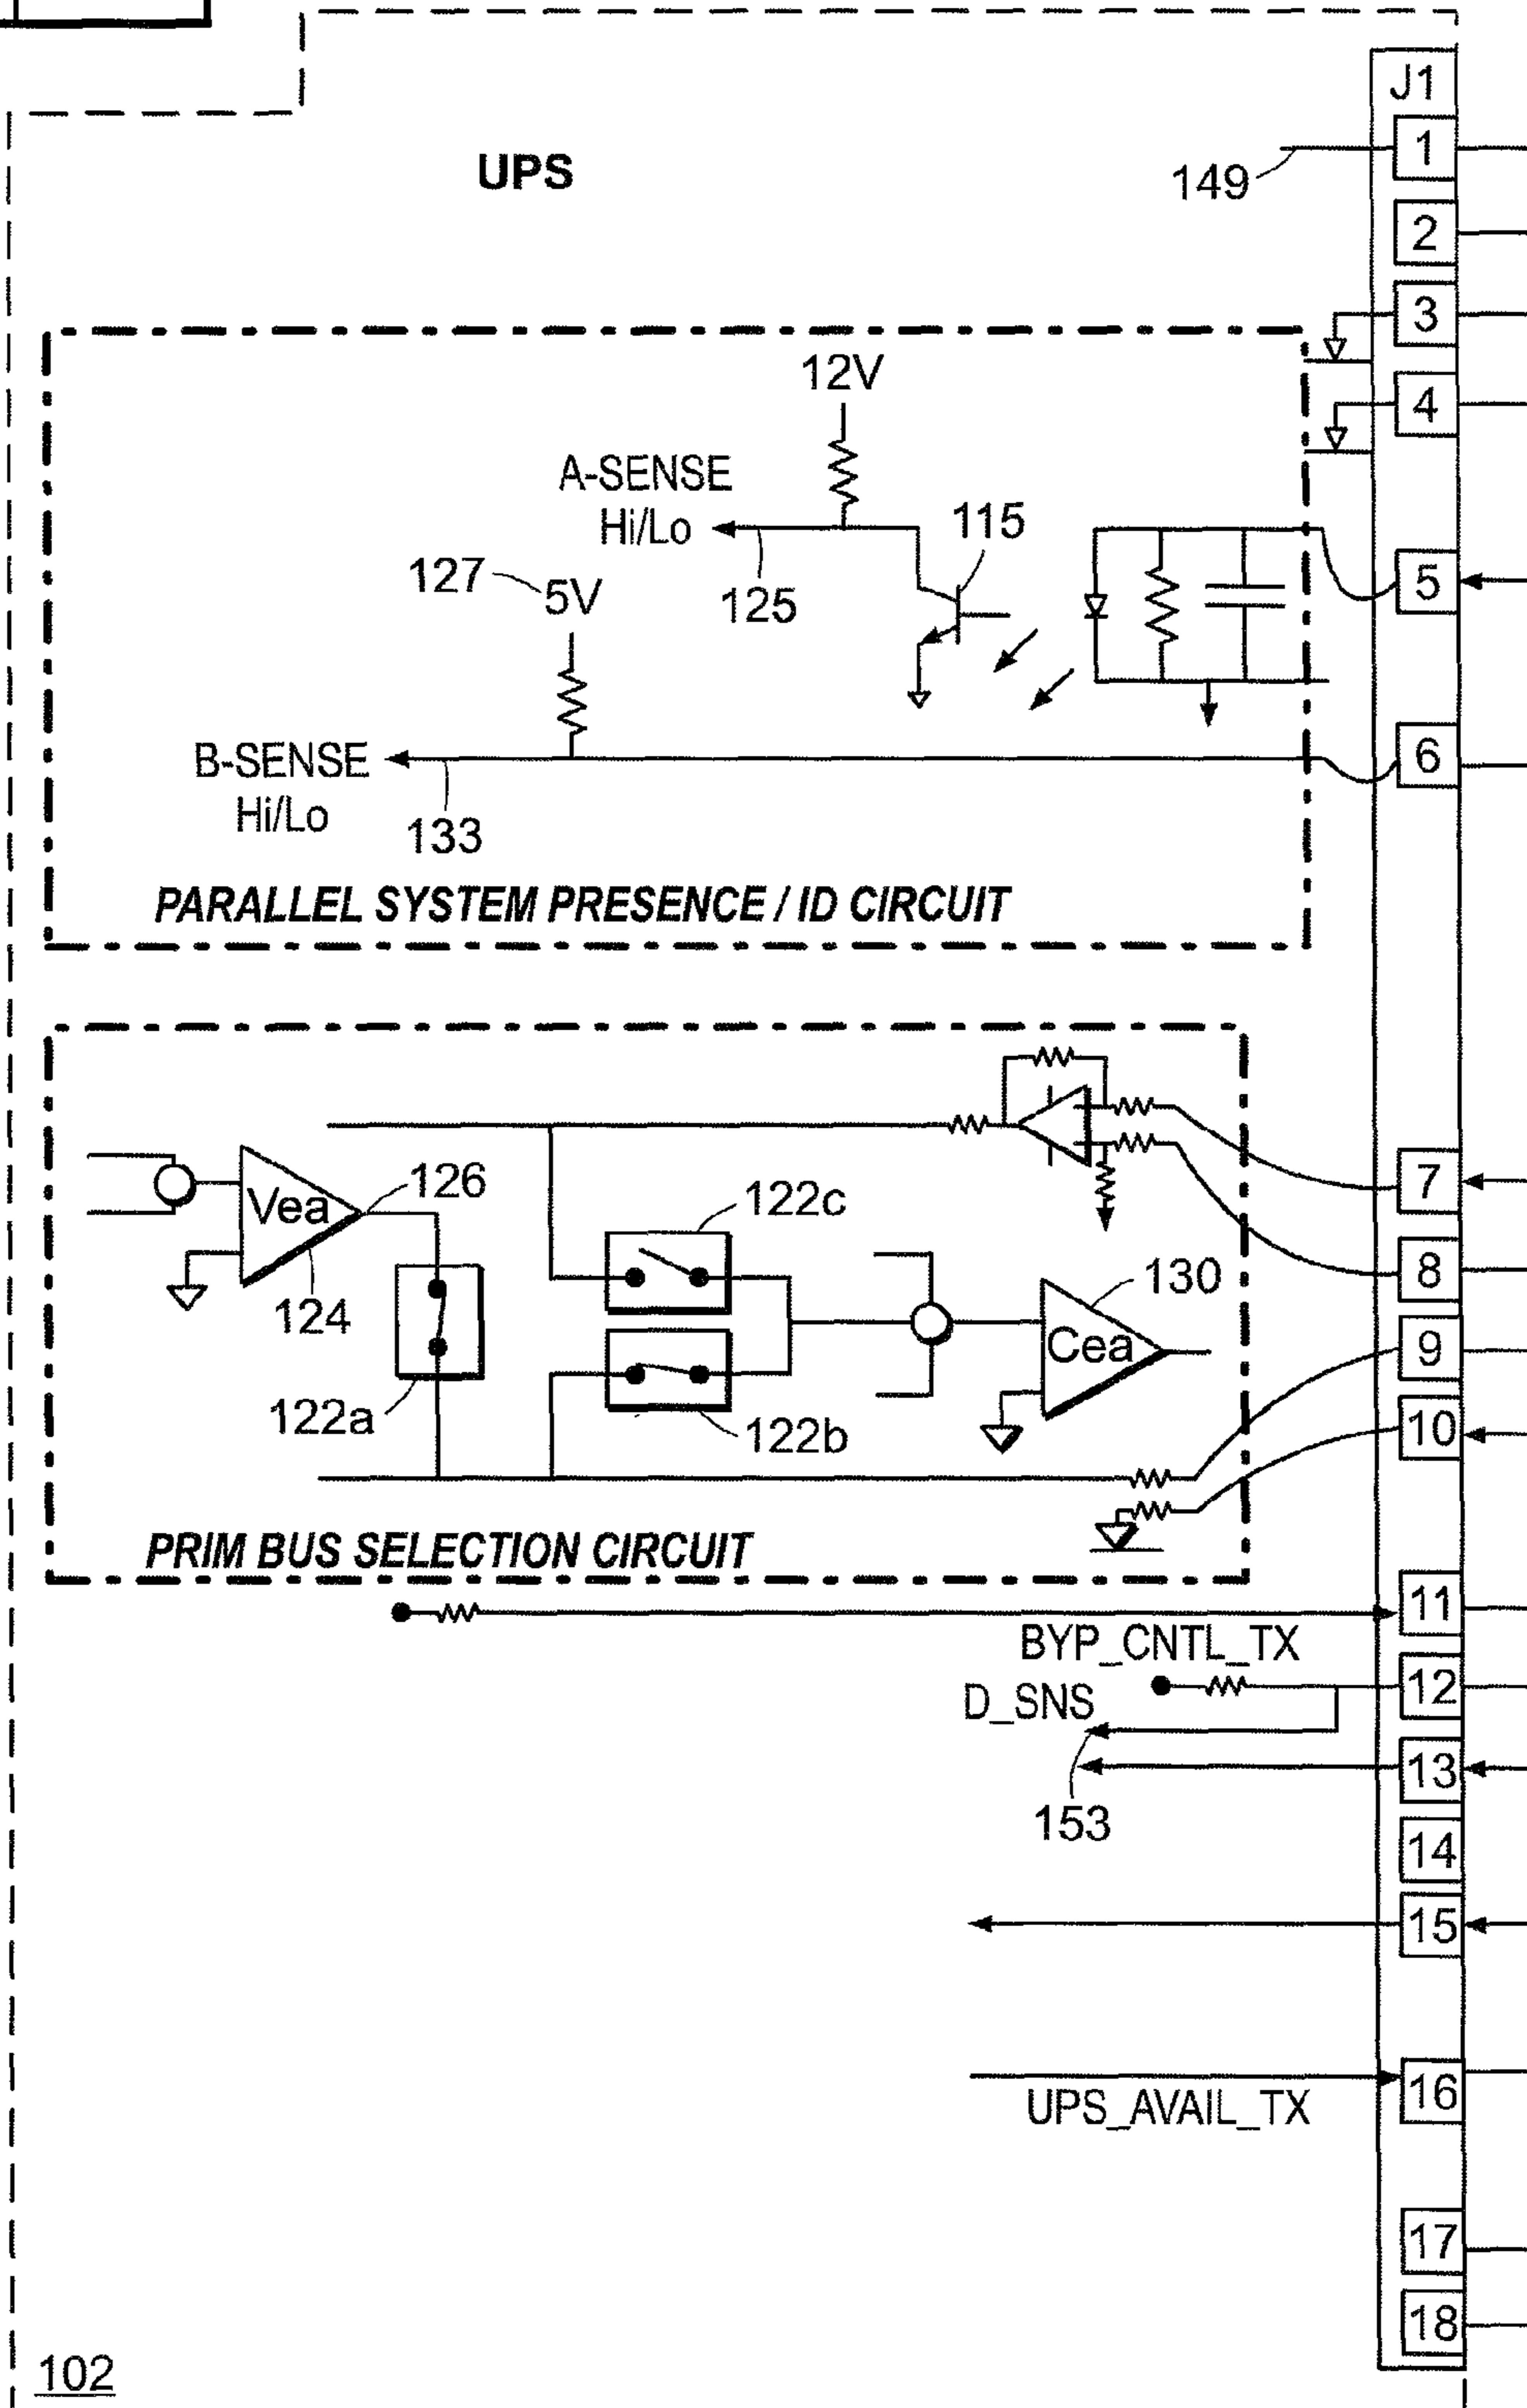 J1
UPS
149
1
2
3
4
12V
A-SENSE
Hi/Lo
115
127
5V
125
5
B-SENSE
Hi/Lo
133
6
PARALLEL SYSTEM PRESENCE / ID CIRCUIT
Vea
126
122c
7
8
124
130
Cea
9
122a
122b
10
PRIM BUS SELECTION CIRCUIT
11
BYP_CNTL_TX
D_SNS
12
13
153
14
15
16
UPS_AVAIL_TX
17
18
102